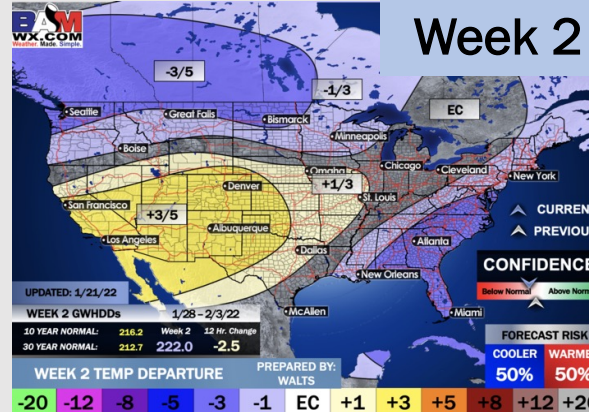 BAM
WX.COM
Weather. Made. Simple.
Week 2
-3/5
-1/3
EC
Seattle
Great Falls
Bismarck
Minneapolis
Boise
Chicago
Cleveland
New York
Omaha
Denver
+1/3
St. Louis
San Francisco
+3/5
Albuquerque
Los Angeles
Atlanta
Dallas
New Orleans
McAllen
Miami
CURREN
PREVIOU
CONFIDENCE
Below Normal Above Norm
UPDATED: 1/21/22
WEEK 2 GWHDDs 1/28 – 2/3/22
10 YEAR NORMAL: 216.2 Week 2 12 Hr. Change
30 YEAR NORMAL: 212.7 222.0 -2.5
FORECAST RISK
COOLER WARME
50% 50%
WEEK 2 TEMP DEPARTURE
PREPARED BY:
WALTS
-20 -12 -8 -5 -3 -1 EC +1 +3 +5 +8 +12 +20